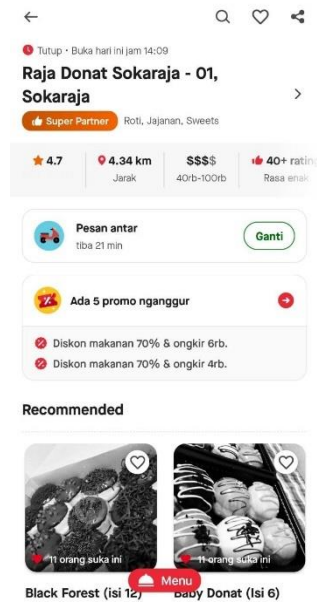 Tutup • Buka hari ini jam 14:09
Raja Donat Sokaraja - 01,
Sokaraja
Super Partner
Roti, Jajanan, Sweets
4.7
4.34 km
$$$$
40+ rating
Jarak
40rb-100rb
Rasa enak
Pesan antar
tiba 21 min
Ganti
Ada 5 promo nganggur
Diskon makanan 70% & ongkir 6rb.
Diskon makanan 70% & ongkir 4rb.
Recommended
11 orang suka ini
11 orang suka ini
Menu
Black Forest (isi 12)
Baby Donat (Isi 6)